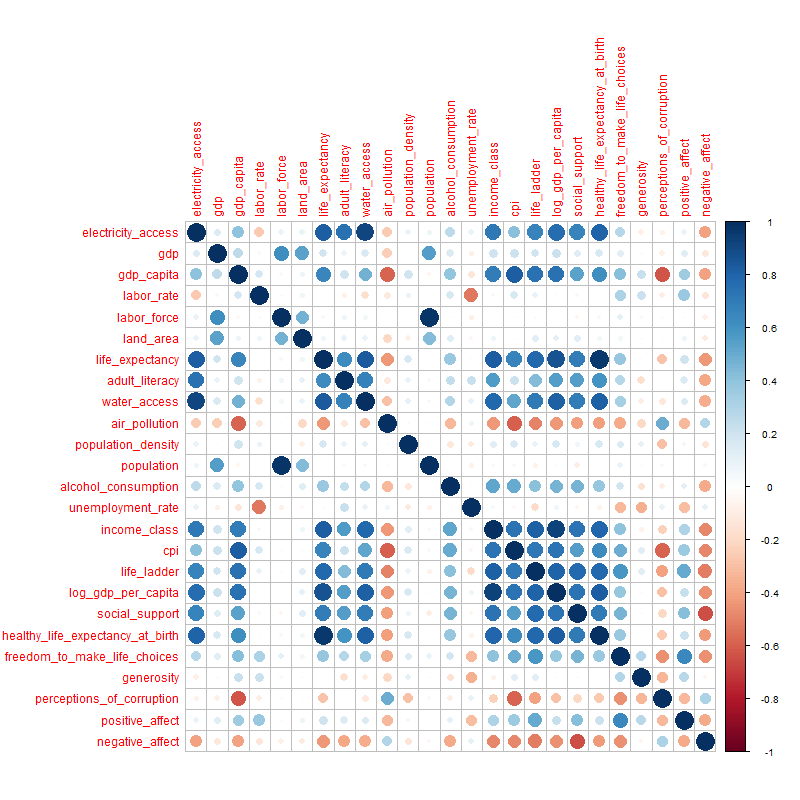 electricity_access
gdp
gdp_capita
labor_rate
labor_force
land_area
life_expectancy
adult_literacy
water_access
air_pollution
population_density
population
alcohol_consumption
unemployment_rate
income_class
cpi
life_ladder
log_gdp_per_capita
social_support
healthy_life_expectancy_at_birth
freedom_to_make_life_choices
generosity
perceptions_of_corruption
positive_affect
negative_affect
electricity_access
gdp
gdp_capita
labor_rate
labor_force
land_area
life_expectancy
adult_literacy
water_access
air_pollution
population_density
population
alcohol_consumption
unemployment_rate
income_class
cpi
life_ladder
log_gdp_per_capita
social_support
healthy_life_expectancy_at_birth
freedom_to_make_life_choices
generosity
perceptions_of_corruption
positive_affect
negative_affect
1
0.8
0.6
0.4
0.2
0
-0.2
-0.4
-0.6
-0.8
-1